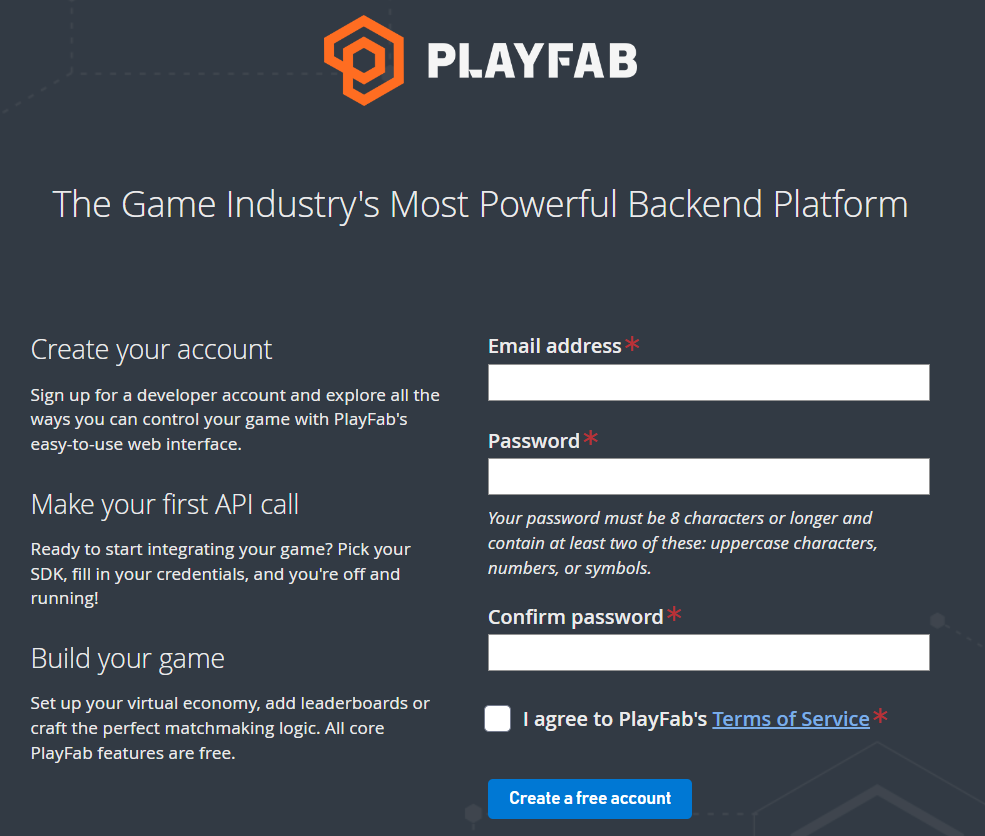 PLAYFAB
The Game Industry's Most Powerful Backend Platform
Create your account
Sign up for a developer account and explore all the
ways you can control your game with PlayFab's
easy-to-use web interface.
Make your first API call
Ready to start integrating your game? Pick your
SDK, fill in your credentials, and you're off and
running!
Build your game
Set up your virtual economy, add leaderboards or
craft the perfect matchmaking logic. All core
PlayFab features are free.
Email address*
Password*
Your password must be 8 characters or longer and
contain at least two of these: uppercase characters,
numbers, or symbols.
Confirm password*
I agree to PlayFab's Terms of Service*
Create a free account